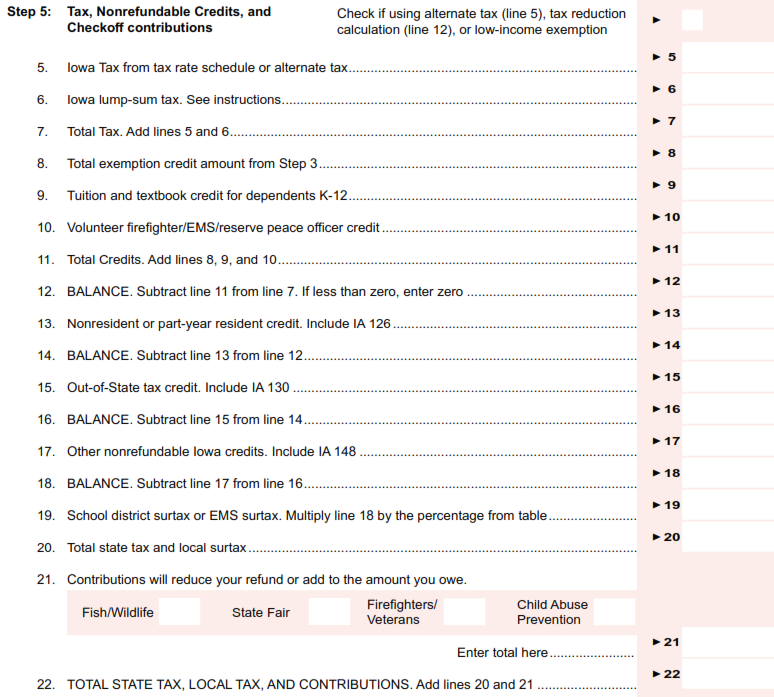 Step 5: Tax, Nonrefundable Credits, and Checkoff contributions
Check if using alternate tax (line 5), tax reduction calculation (line 12), or low-income exemption ►
5. Iowa Tax from tax rate schedule or alternate tax........................................ ► 5
6. Iowa lump-sum tax. See instructions........................................ ► 6
7. Total Tax. Add lines 5 and 6........................................ ► 7
8. Total exemption credit amount from Step 3........................................ ► 8
9. Tuition and textbook credit for dependents K-12........................................ ► 9
10. Volunteer firefighter/EMS/reserve peace officer credit ........................................ ► 10
11. Total Credits. Add lines 8, 9, and 10........................................ ► 11
12. BALANCE. Subtract line 11 from line 7. If less than zero, enter zero ........................................ ► 12
13. Nonresident or part-year resident credit. Include IA 126 ........................................ ► 13
14. BALANCE. Subtract line 13 from line 12........................................ ► 14
15. Out-of-State tax credit. Include IA 130 ........................................ ► 15
16. BALANCE. Subtract line 15 from line 14........................................ ► 16
17. Other nonrefundable Iowa credits. Include IA 148 ........................................ ► 17
18. BALANCE. Subtract line 17 from line 16........................................ ► 18
19. School district surtax or EMS surtax. Multiply line 18 by the percentage from table...................... ► 19
20. Total state tax and local surtax ........................................ ► 20
21. Contributions will reduce your refund or add to the amount you owe.
Fish/Wildlife State Fair Firefighters/ Veterans Child Abuse Prevention
Enter total here...................... ► 21
22. TOTAL STATE TAX, LOCAL TAX, AND CONTRIBUTIONS. Add lines 20 and 21 ......................... ► 22